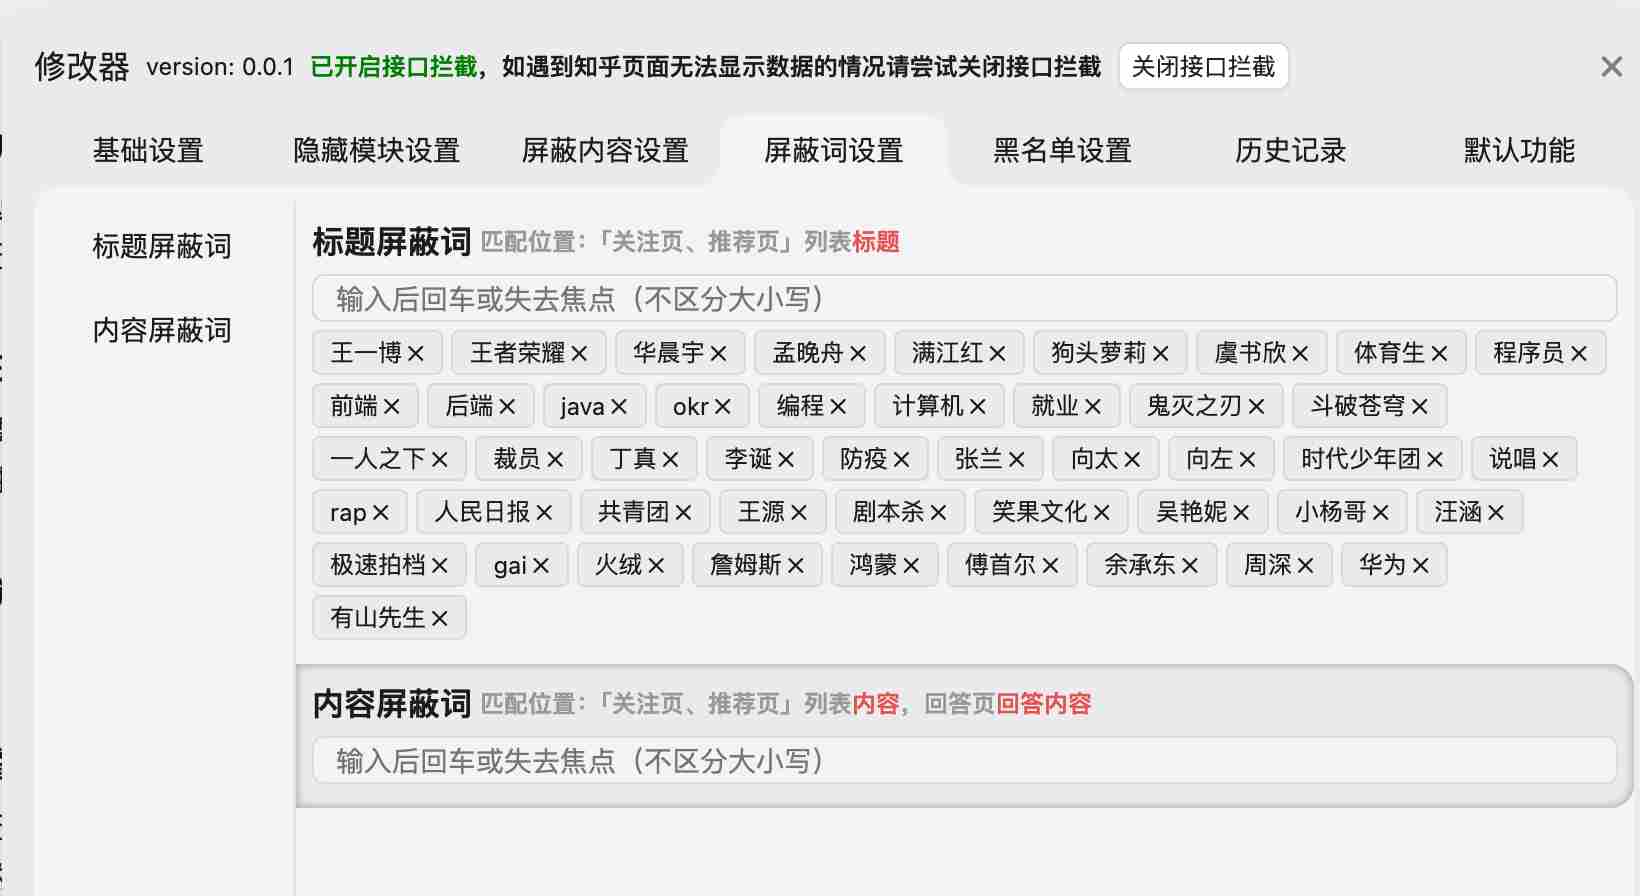 修改器 version: 0.0.1 已开启接口拦截，如遇到知乎页面无法显示数据的情况请尝试关闭接口拦截 关闭接口拦截 ×
基础设置 隐藏模块设置 屏蔽内容设置 屏蔽词设置 黑名单设置 历史记录 默认功能
标题屏蔽词
内容屏蔽词
标题屏蔽词 匹配位置：「关注页、推荐页」列表标题
输入后回车或失去焦点（不区分大小写）
王一博× 王者荣耀× 华晨宇× 孟晚舟× 满江红× 狗头萝莉× 虞书欣× 体育生× 程序员×
前端× 后端× java× okr× 编程× 计算机× 就业× 鬼灭之刃× 斗破苍穹×
一人之下× 裁员× 丁真× 李诞× 防疫× 张兰× 向太× 向左× 时代少年团× 说唱×
rap× 人民日报× 共青团× 王源× 剧本杀× 笑果文化× 吴艳妮× 小杨哥× 汪涵×
极速拍档× gai× 火绒× 詹姆斯× 鸿蒙× 傅首尔× 余承东× 周深× 华为×
有山先生×
内容屏蔽词 匹配位置：「关注页、推荐页」列表内容，回答页回答内容
输入后回车或失去焦点（不区分大小写）